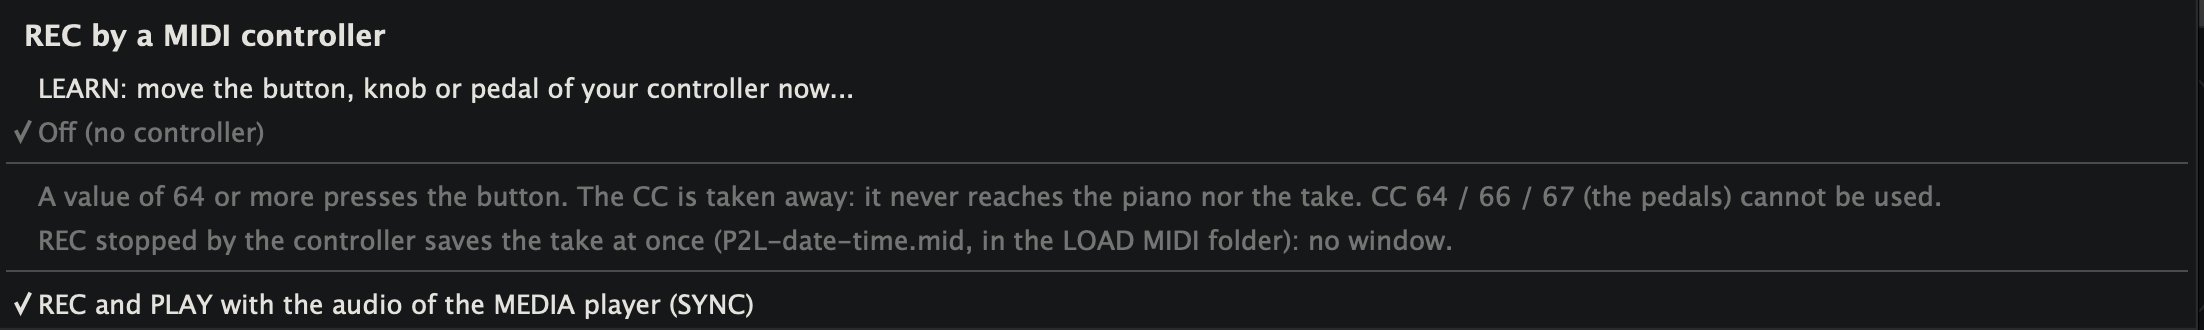 REC by a MIDI controller
LEARN: move the button, knob or pedal of your controller now...
✓ Off (no controller)
A value of 64 or more presses the button. The CC is taken away: it never reaches the piano nor the take. CC 64 / 66 / 67 (the pedals) cannot be used.
REC stopped by the controller saves the take at once (P2L-date-time.mid, in the LOAD MIDI folder): no window.
✓ REC and PLAY with the audio of the MEDIA player (SYNC)